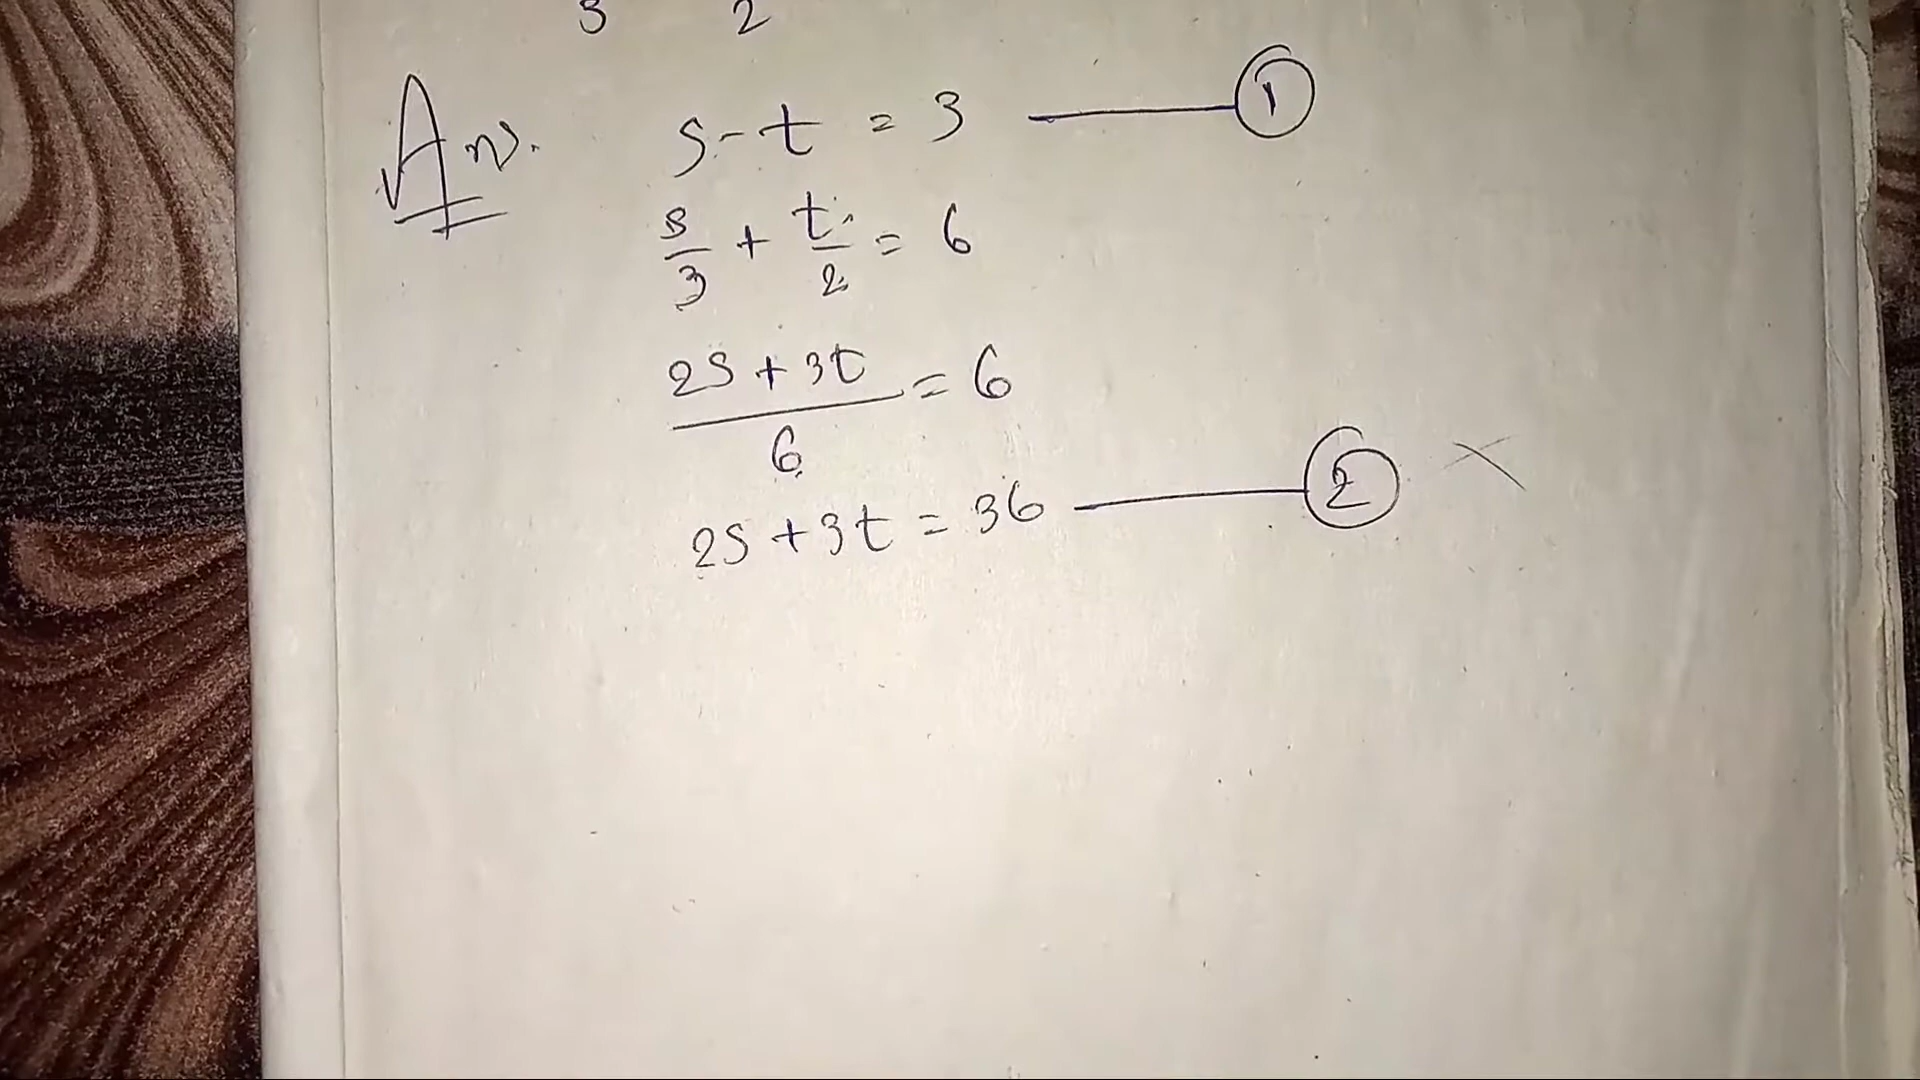 3 2
Ans. s - t = 3 ——— ①
s/3 + t/2 = 6
2s + 3t / 6 = 6
2s + 3t = 36 ——— ② ×